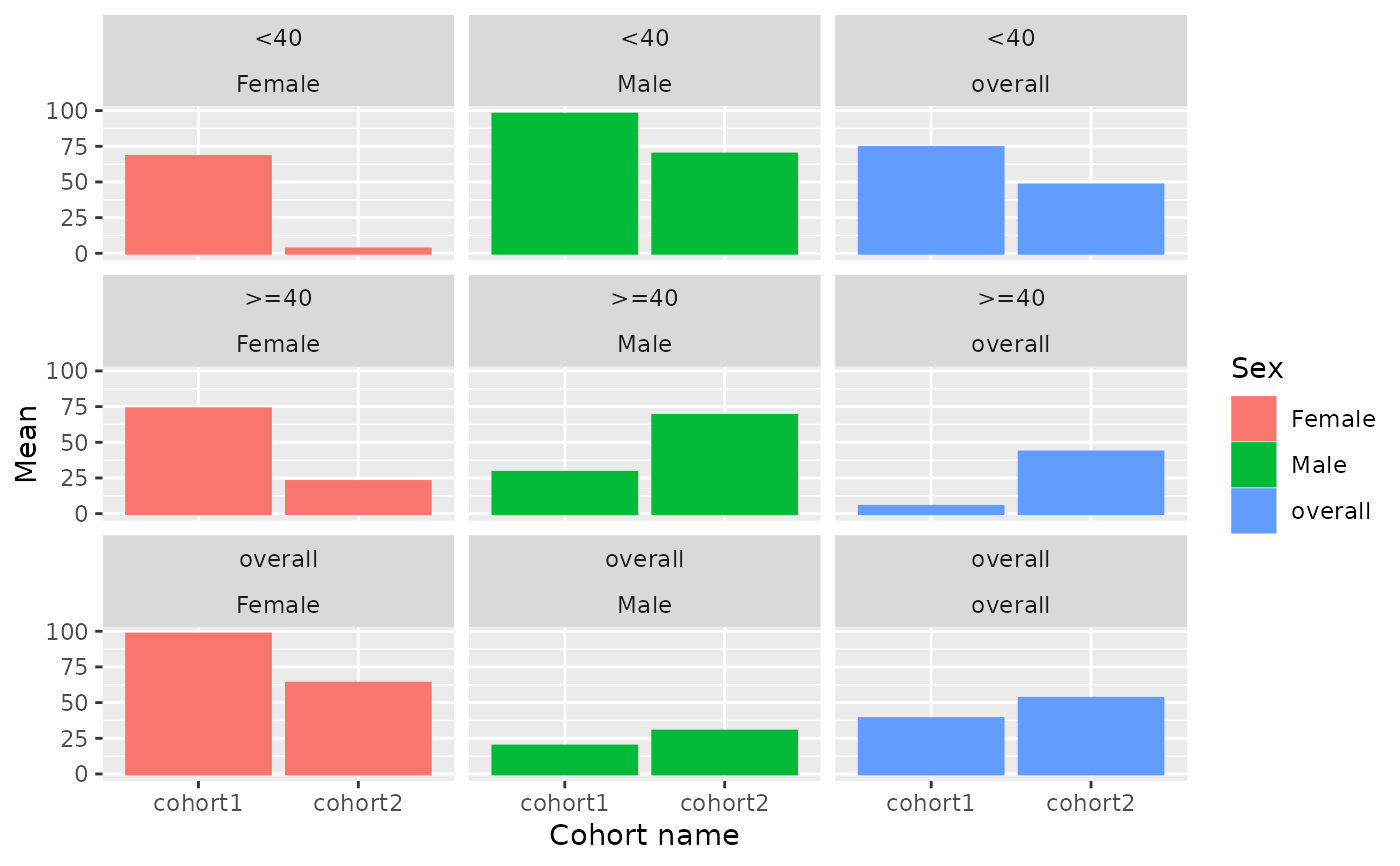 <40 <40 <40
Female Male overall
100
75
50
25
0
>=40 >=40 >=40
Female Male overall
100
75
50
25
0
overall overall overall
Female Male overall
100
75
50
25
0
cohort1 cohort2 cohort1 cohort2 cohort1 cohort2
Cohort name
Mean
Sex
Female
Male
overall